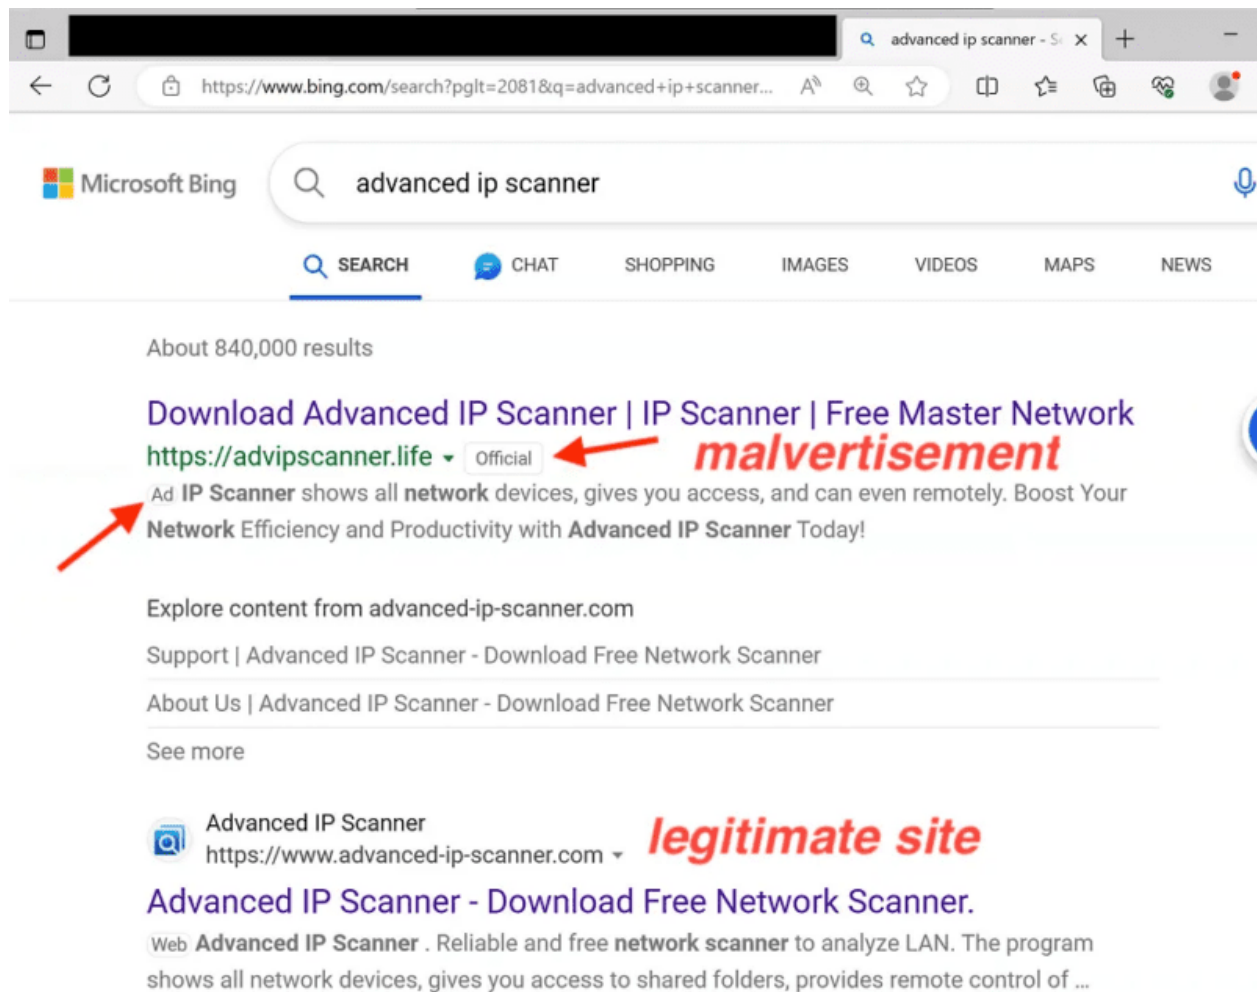 advanced ip scanner - Se
https://www.bing.com/search?pglt=2081&q=advanced+ip+scanner...
Microsoft Bing
advanced ip scanner
SEARCH CHAT SHOPPING IMAGES VIDEOS MAPS NEWS
About 840,000 results
Download Advanced IP Scanner | IP Scanner | Free Master Network
https://advipscanner.life Official
malvertisement
Ad IP Scanner shows all network devices, gives you access, and can even remotely. Boost Your
Network Efficiency and Productivity with Advanced IP Scanner Today!
Explore content from advanced-ip-scanner.com
Support | Advanced IP Scanner - Download Free Network Scanner
About Us | Advanced IP Scanner - Download Free Network Scanner
See more
Advanced IP Scanner
https://www.advanced-ip-scanner.com
legitimate site
Advanced IP Scanner - Download Free Network Scanner.
Web Advanced IP Scanner . Reliable and free network scanner to analyze LAN. The program
shows all network devices, gives you access to shared folders, provides remote control of ...